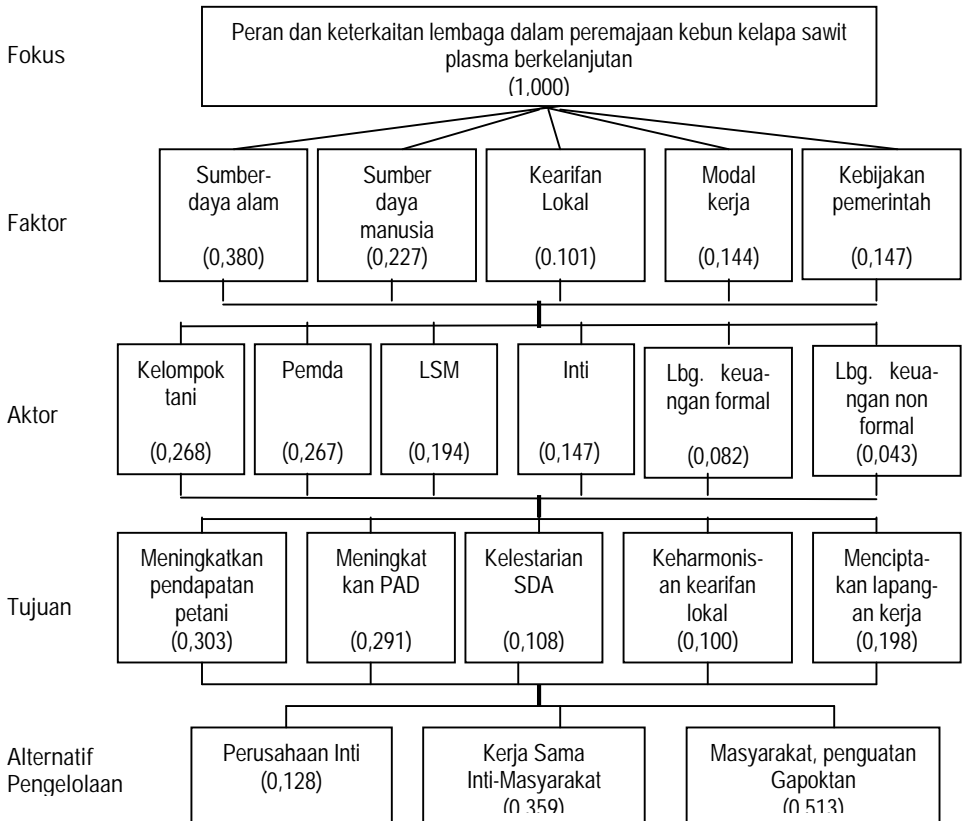 Fokus
Peran dan keterkaitan lembaga dalam peremajaan kebun kelapa sawit
plasma berkelanjutan
(1,000)
Faktor
Sumber-
daya alam
(0,380)
Sumber
daya
manusia
(0,227)
Kearifan
Lokal
(0.101)
Modal
kerja
(0,144)
Kebijakan
pemerintah
(0,147)
Aktor
Kelompok
tani
(0,268)
Pemda
(0,267)
LSM
(0,194)
Inti
(0,147)
Lbg. keua-
ngan formal
(0,082)
Lbg. keua-
ngan non
formal
(0,043)
Tujuan
Meningkatkan
pendapatan
petani
(0,303)
Meningkat
kan PAD
(0,291)
Kelestarian
SDA
(0,108)
Keharmonis-
an kearifan
lokal
(0,100)
Mencipta-
kan lapang-
an kerja
(0,198)
Alternatif
Pengelolaan
Perusahaan Inti
(0,128)
Kerja Sama
Inti-Masyarakat
(0,359)
Masyarakat, penguatan
Gapoktan
(0,513)